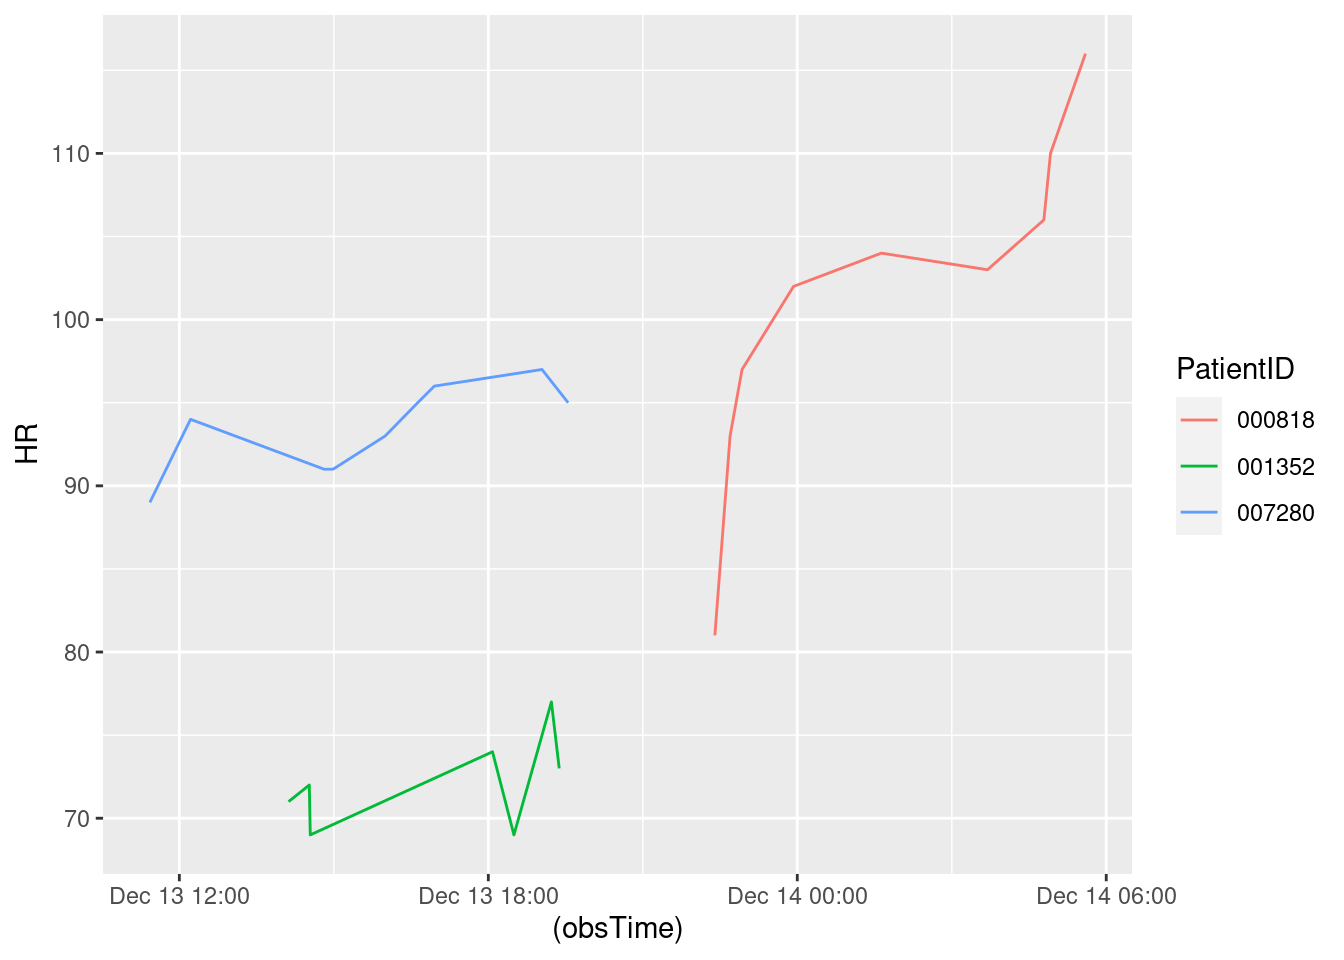 110
100
90
80
70
HR
Dec 13 12:00
Dec 13 18:00
Dec 14 00:00
Dec 14 06:00
(obsTime)
PatientID
000818
001352
007280